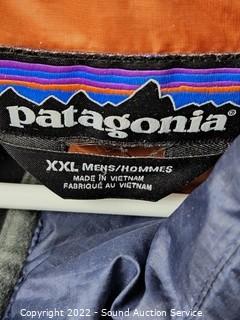 patagonia®
XXL MENS/HOMMES
MADE IN VIETNAM
FABRIQUÉ AU VIETNAM
Copyright 2022 - Sound Auction Service